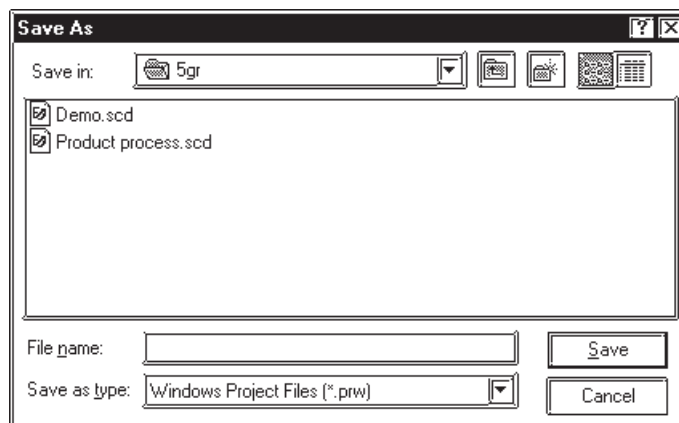 Save As
Save in: 5gr
Demo.scd
Product process.scd
File name:
Save
Save as type: Windows Project Files (*.prw)
Cancel